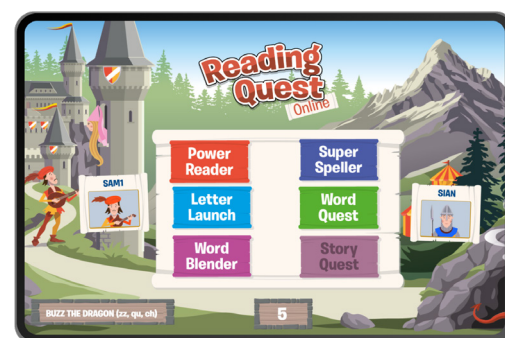 Reading
Quest
Online
SAM1
Power
Reader
Super
Speller
Letter
Launch
Word
Quest
Word
Blender
Story
Quest
SIAN
BUZZ THE DRAGON (zz, qu, ch)
5